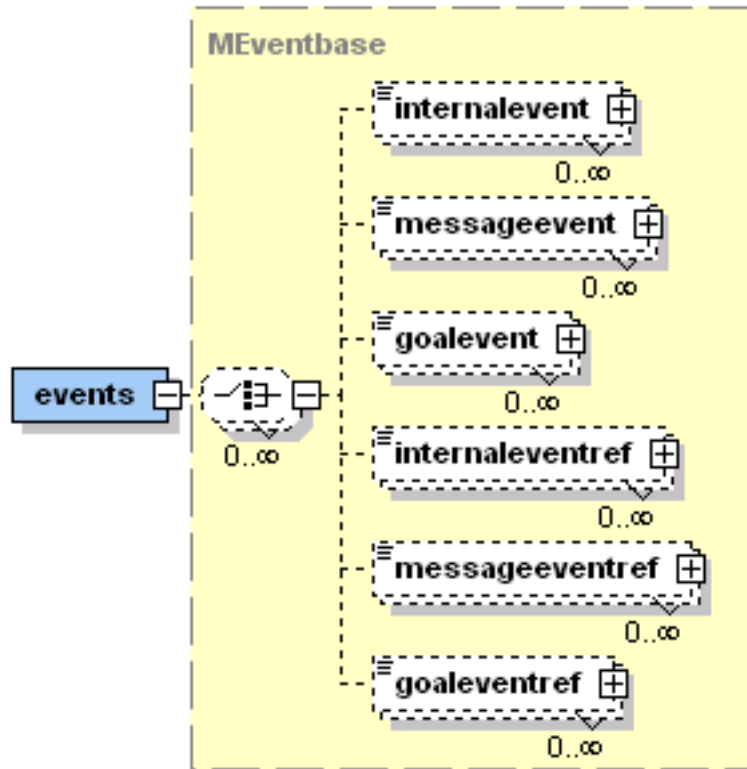 MEventbase
internalevent
0..∞
messageevent
0..∞
goalevent
0..∞
events
0..∞
internaleventref
0..∞
messageeventref
0..∞
goaleventref
0..∞